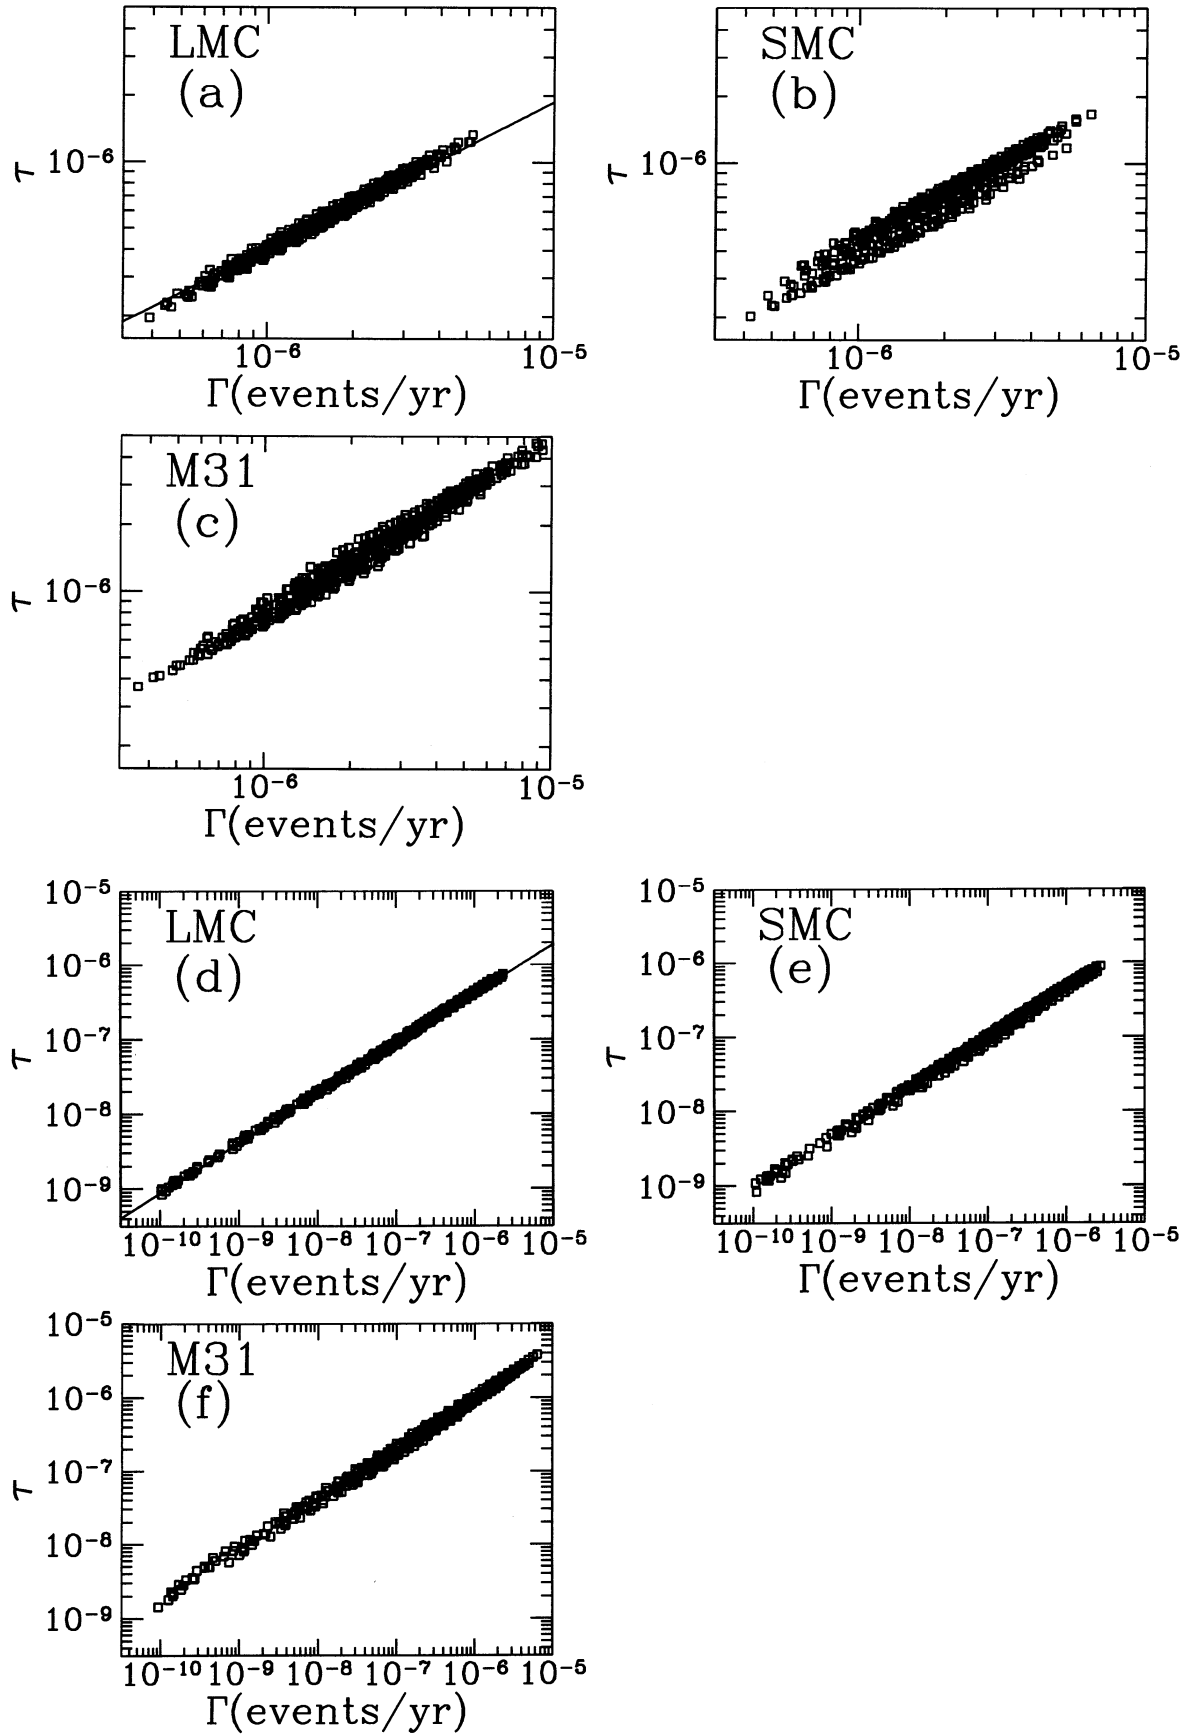 LMC
(a)
τ
10⁻⁶
10⁻⁶
10⁻⁵
Γ(events/yr)
SMC
(b)
τ
10⁻⁶
10⁻⁶
10⁻⁵
Γ(events/yr)
M31
(c)
τ
10⁻⁶
10⁻⁶
10⁻⁵
Γ(events/yr)
LMC
(d)
τ
10⁻⁵
10⁻⁶
10⁻⁷
10⁻⁸
10⁻⁹
10⁻¹⁰ 10⁻⁹ 10⁻⁸ 10⁻⁷ 10⁻⁶ 10⁻⁵
Γ(events/yr)
SMC
(e)
τ
10⁻⁵
10⁻⁶
10⁻⁷
10⁻⁸
10⁻⁹
10⁻¹⁰ 10⁻⁹ 10⁻⁸ 10⁻⁷ 10⁻⁶ 10⁻⁵
Γ(events/yr)
M31
(f)
τ
10⁻⁵
10⁻⁶
10⁻⁷
10⁻⁸
10⁻⁹
10⁻¹⁰ 10⁻⁹ 10⁻⁸ 10⁻⁷ 10⁻⁶ 10⁻⁵
Γ(events/yr)